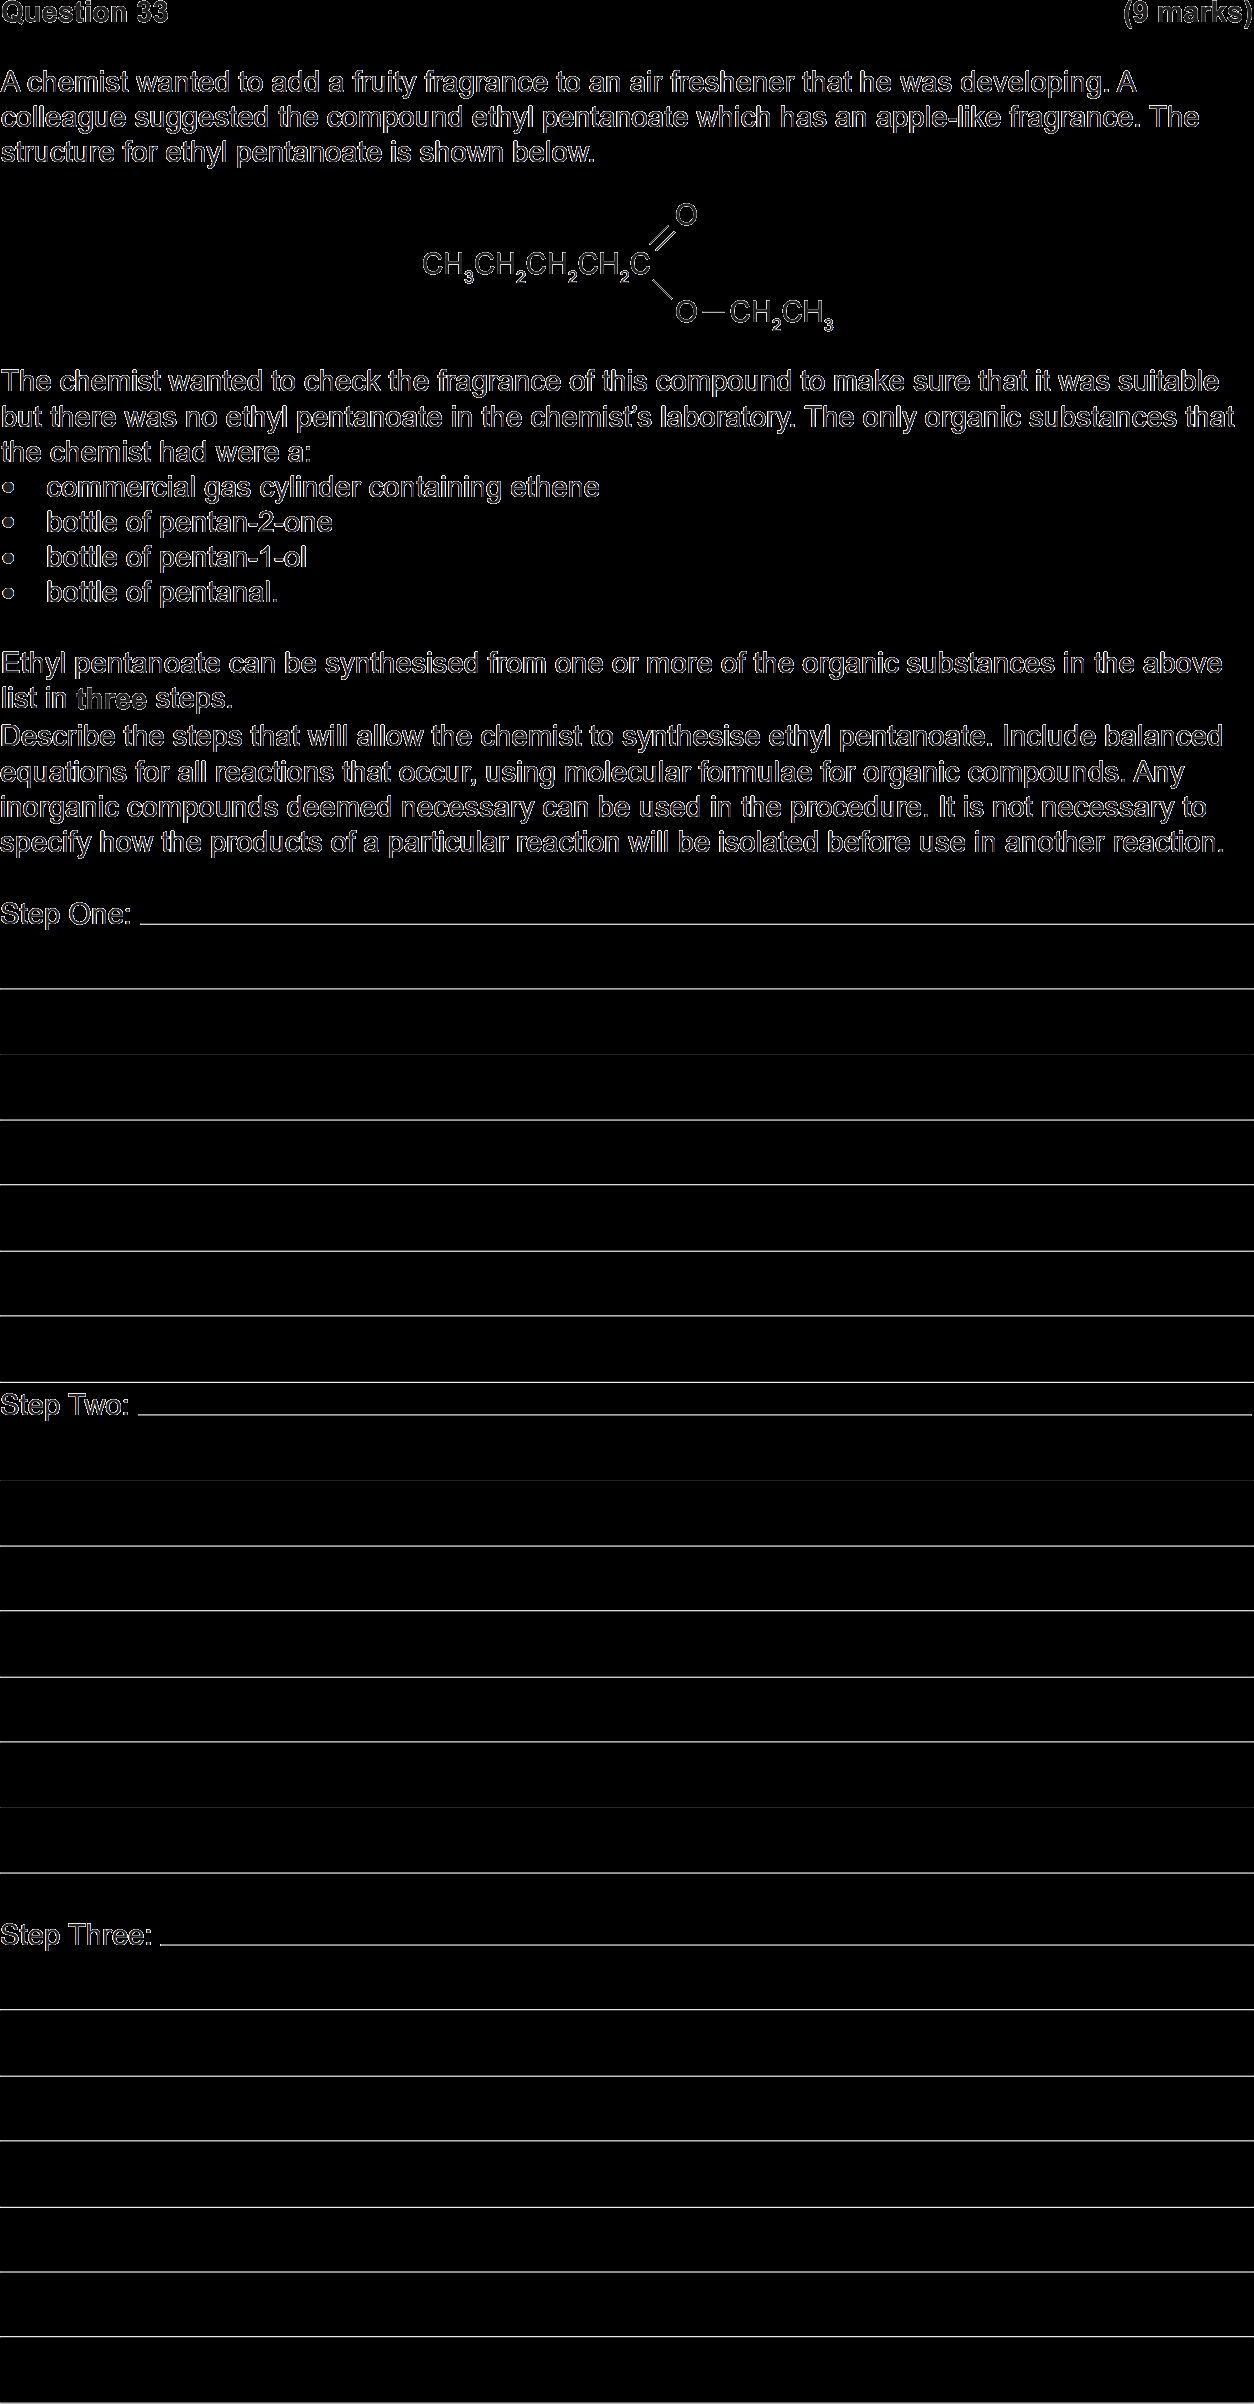 Question 33 (9 marks)
A chemist wanted to add a fruity fragrance to an air freshener that he was developing. A
colleague suggested the compound ethyl pentanoate which has an apple-like fragrance. The
structure for ethyl pentanoate is shown below.
O
CH3CH2CH2CH2C
O — CH2CH3
The chemist wanted to check the fragrance of this compound to make sure that it was suitable
but there was no ethyl pentanoate in the chemist's laboratory. The only organic substances that
the chemist had were a:
• commercial gas cylinder containing ethene
• bottle of pentan-2-one
• bottle of pentan-1-ol
• bottle of pentanal.
Ethyl pentanoate can be synthesised from one or more of the organic substances in the above
list in three steps.
Describe the steps that will allow the chemist to synthesise ethyl pentanoate. Include balanced
equations for all reactions that occur, using molecular formulae for organic compounds. Any
inorganic compounds deemed necessary can be used in the procedure. It is not necessary to
specify how the products of a particular reaction will be isolated before use in another reaction.
Step One:
Step Two:
Step Three: